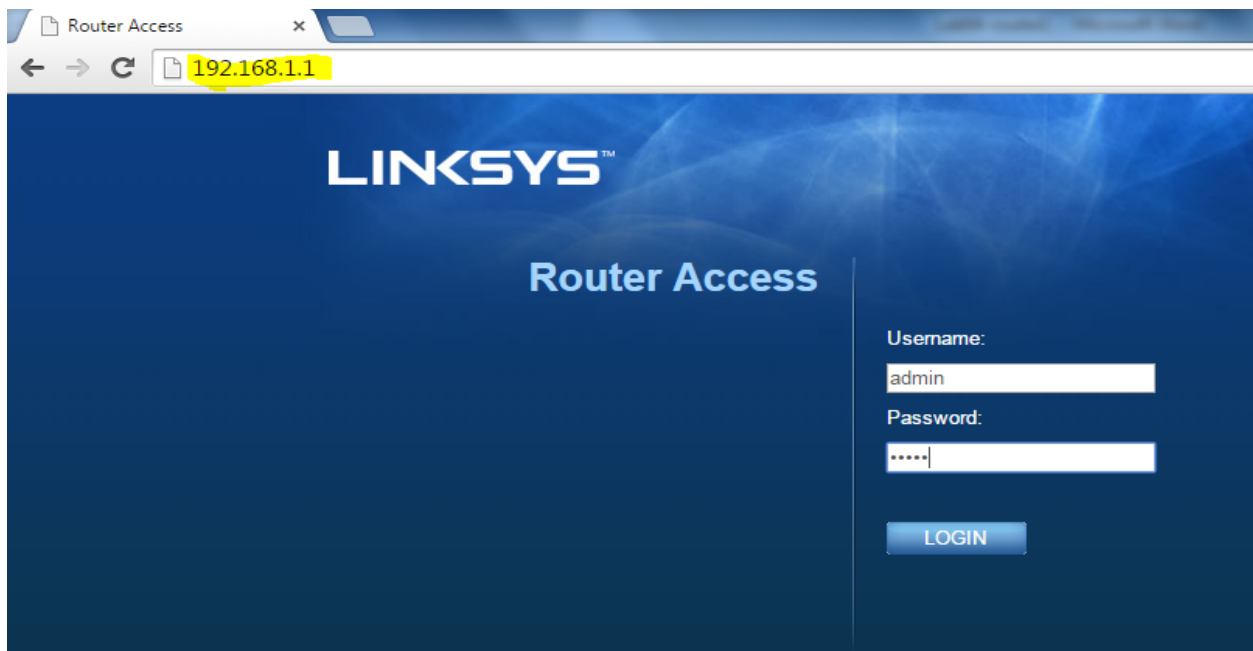 Router Access
192.168.1.1
LINKSYS™
Router Access
Username:
admin
Password:
•••••
LOGIN